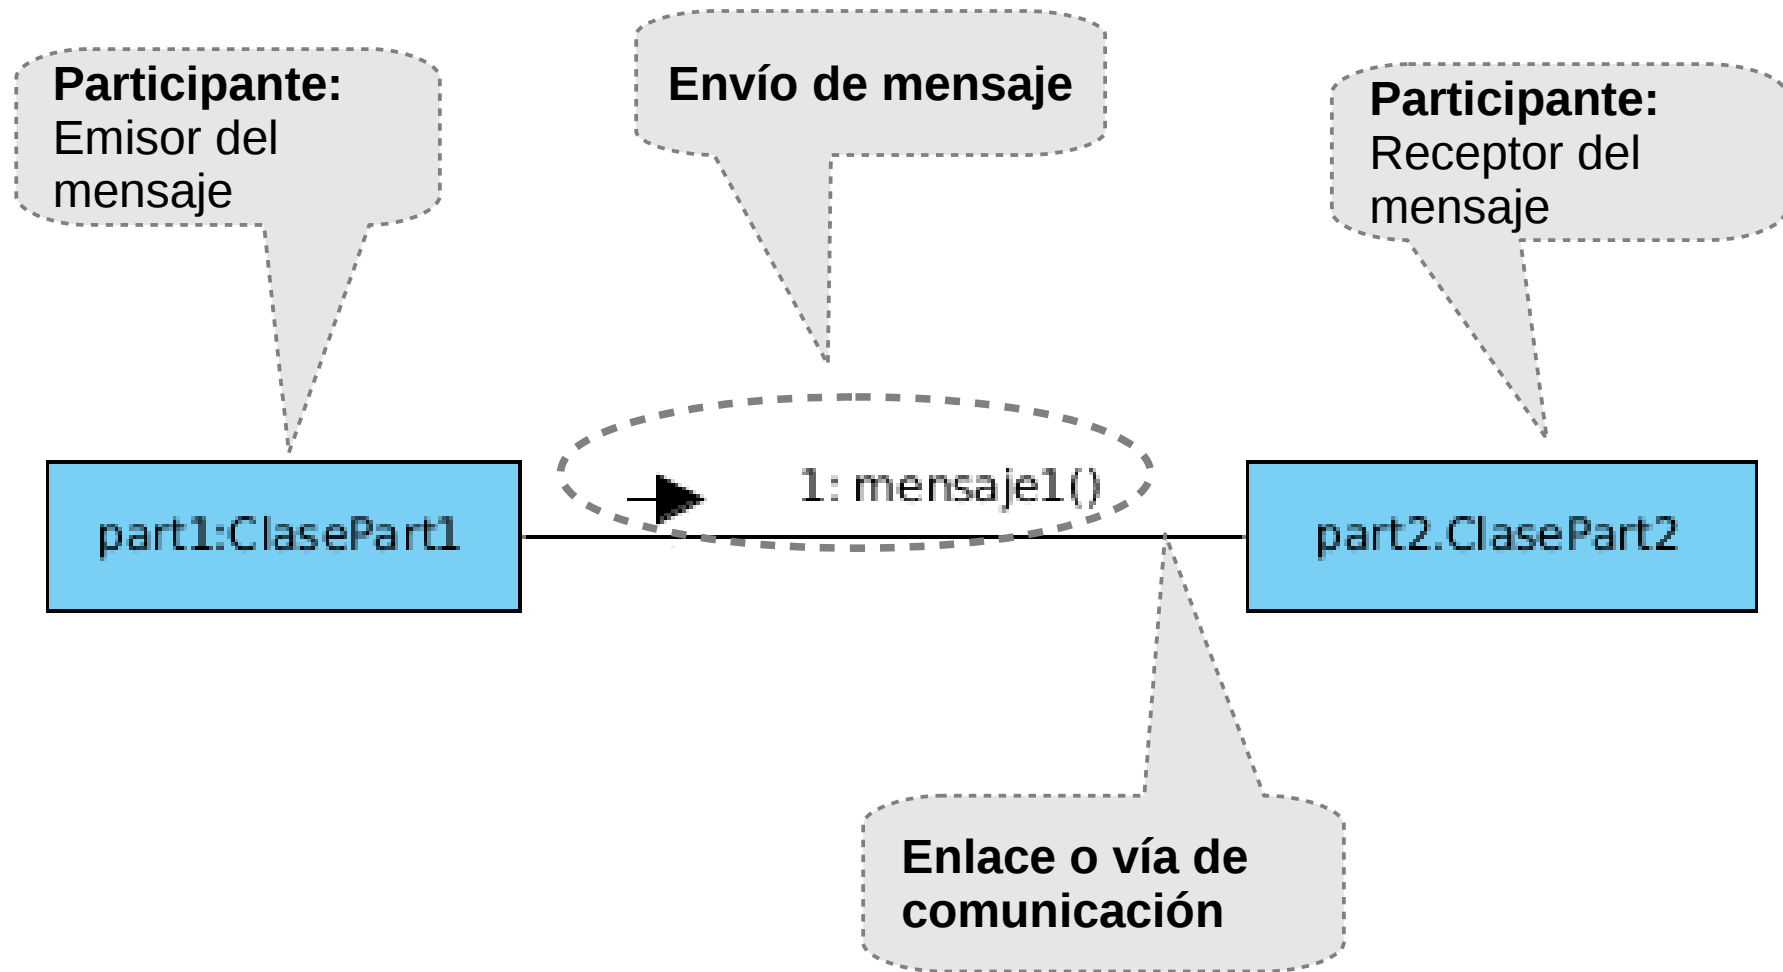 Participante:
Emisor del
mensaje
Envío de mensaje
Participante:
Receptor del
mensaje
1: mensaje1()
part1:ClasePart1
part2.ClasePart2
Enlace o vía de
comunicación